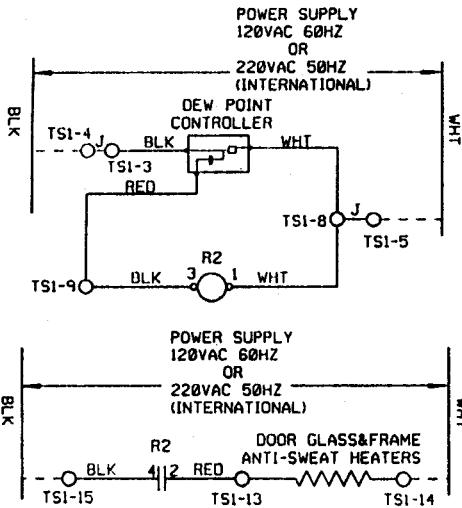 POWER SUPPLY
120VAC 60HZ
OR
220VAC 50HZ
(INTERNATIONAL)
BLK
WHT
DEW POINT
CONTROLLER
TS1-4
J
TS1-3
BLK
WHT
RED
TS1-8
J
TS1-5
R2
TS1-9
BLK
3
1
WHT
POWER SUPPLY
120VAC 60HZ
OR
220VAC 50HZ
(INTERNATIONAL)
BLK
WHT
R2
DOOR GLASS&FRAME
ANTI-SWEAT HEATERS
BLK
4
2
RED
TS1-15
TS1-13
TS1-14